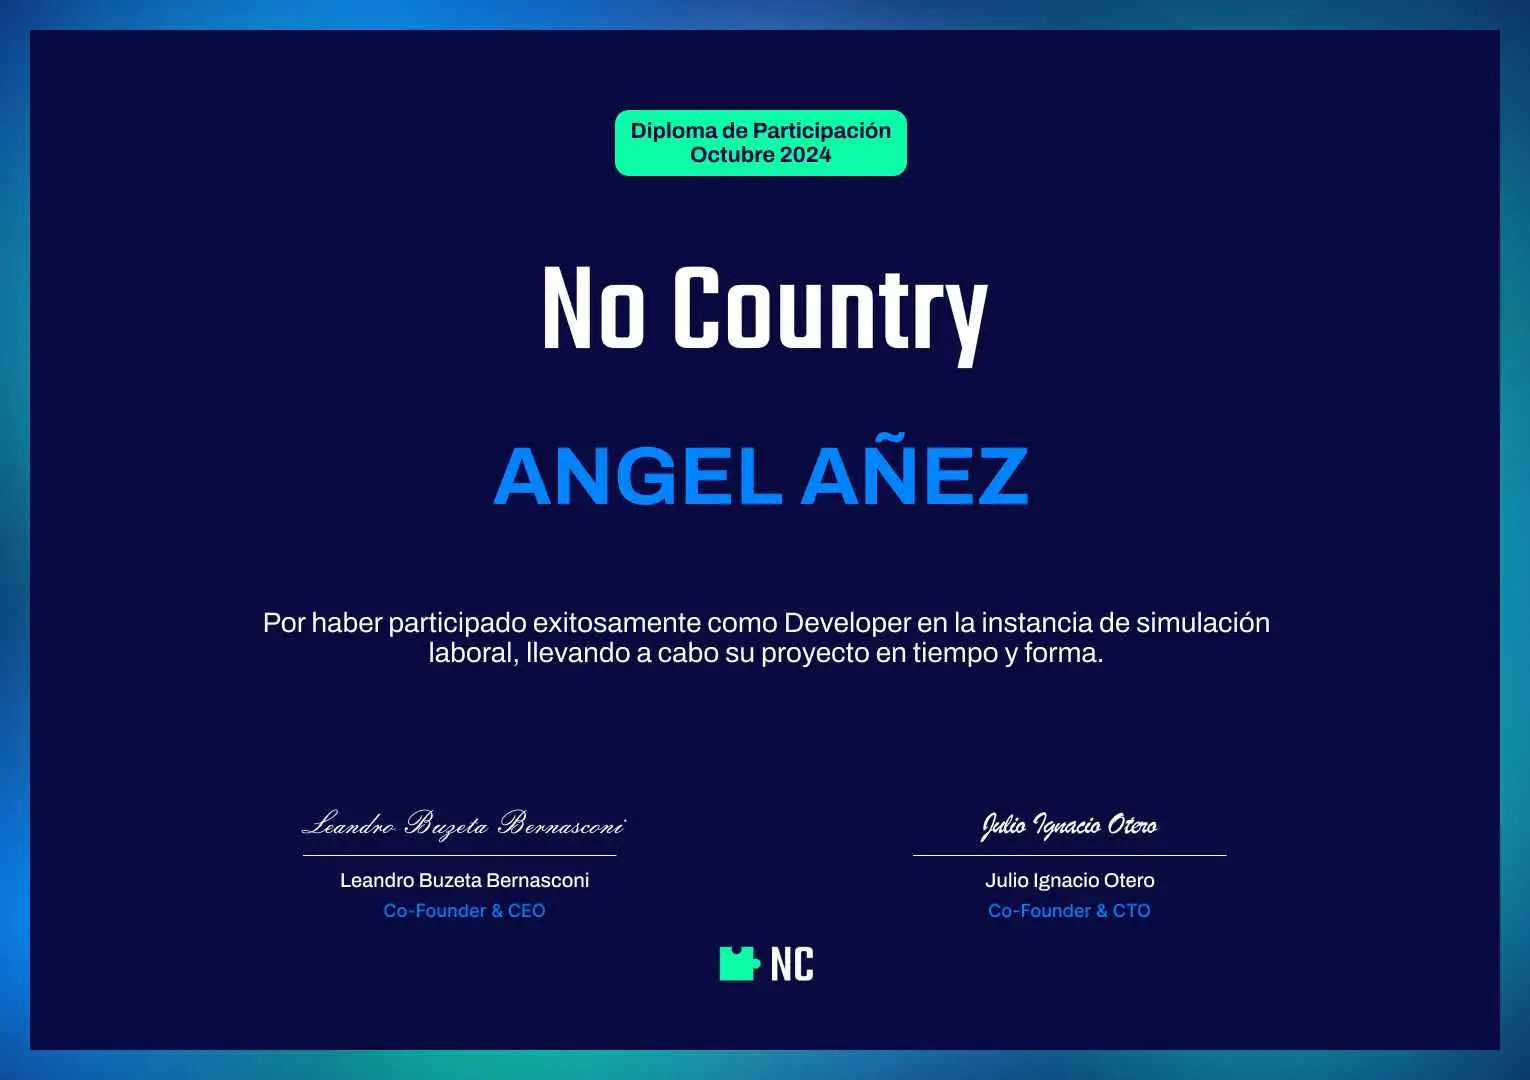 Diploma de Participación
Octubre 2024
No Country
ANGEL AÑEZ
Por haber participado exitosamente como Developer en la instancia de simulación
laboral, llevando a cabo su proyecto en tiempo y forma.
Leandro Buzeta Bernasconi
Leandro Buzeta Bernasconi
Co-Founder & CEO
Julio Ignacio Otero
Julio Ignacio Otero
Co-Founder & CTO
NC